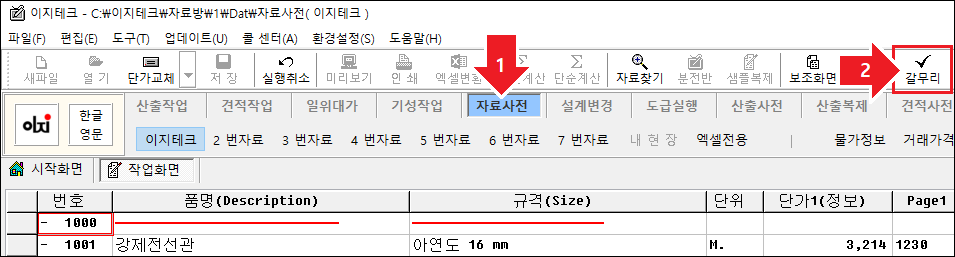 이지테크 - C:₩이지테크₩자료방₩1₩Dat₩자료사전( 이지테크 )
파일(F) 편집(E) 도구(T) 업데이트(U) 콜 센터(A) 환경설정(S) 도움말(H)
새파일 열 기 단가교체 저 장 실행취소 미리보기 인 쇄 엑셀변환 계산 단순계산 자료찾기 분전반 샘플복제 보조화면 갈무리
1
2
산출작업 견적작업 일위대가 기성작업 자료사전 설계변경 도급실행 산출사전 산출복제 견적사전
한글
영문
이지테크 2 번자료 3 번자료 4 번자료 5 번자료 6 번자료 7 번자료 내 현 장 엑셀전용 | 물가정보 거래가격
시작화면 작업화면
번호 품명(Description) 규격(Size) 단위 단가1(정보) Page1
- 1000
- 1001 강제전선관 아연도 16 mm M. 3,214 1230